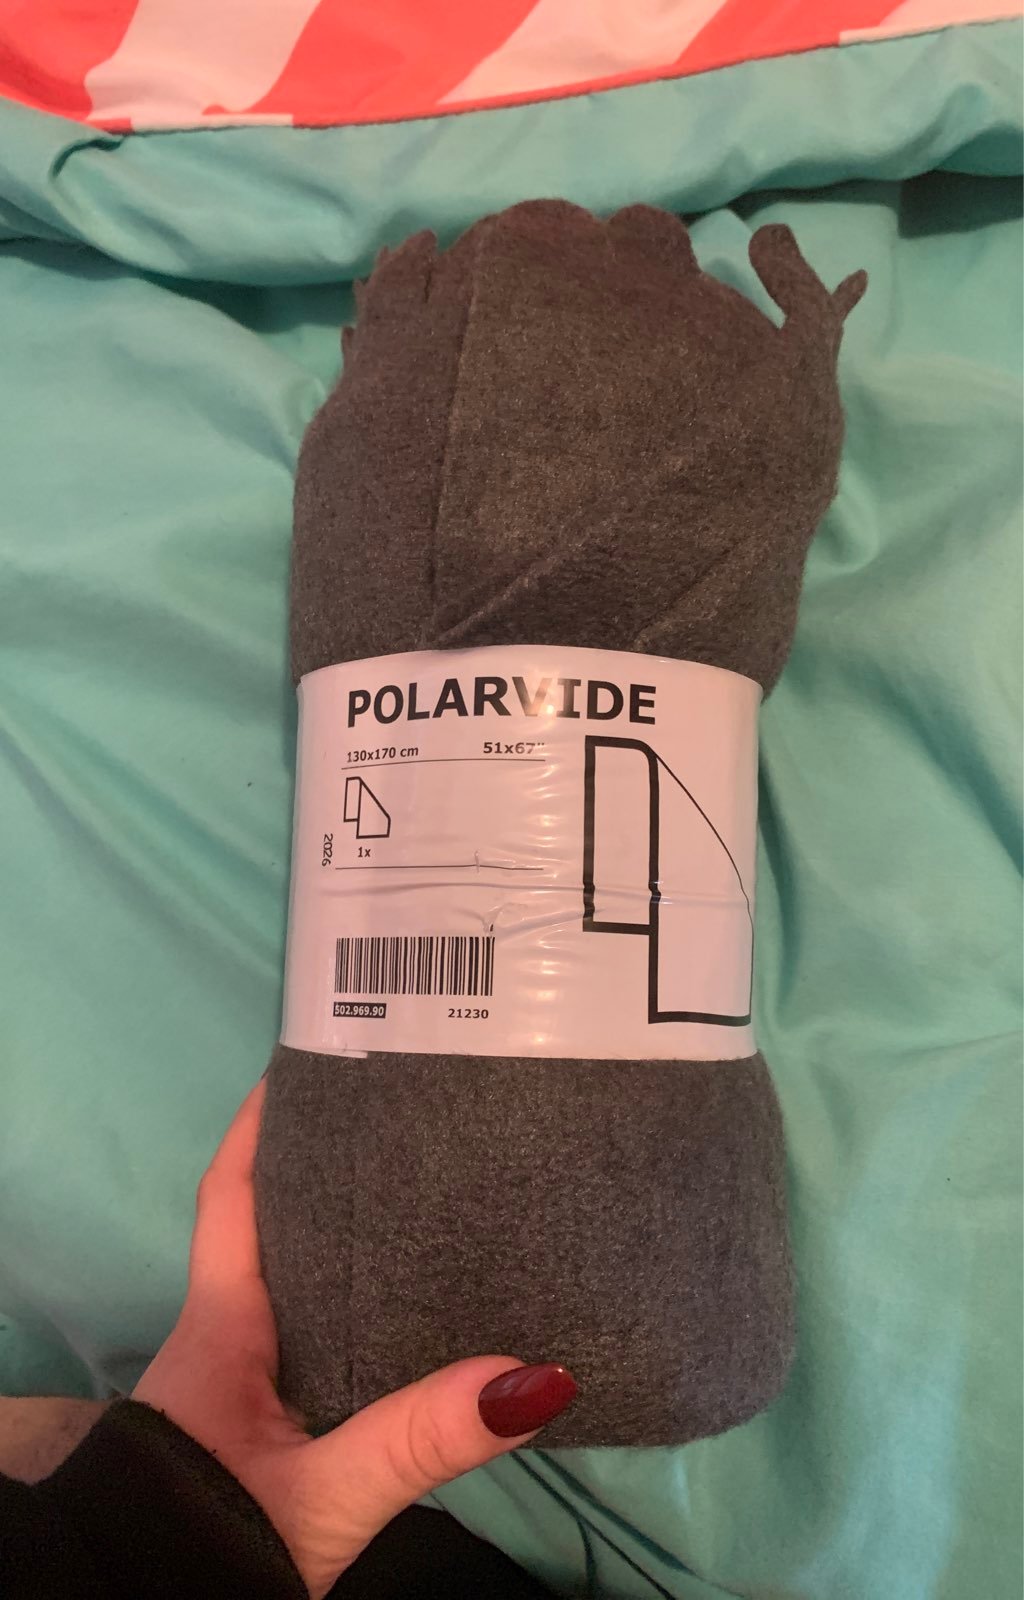 POLARVIDE
130x170 cm 51x67"
1x
2026
502.969.90 21230